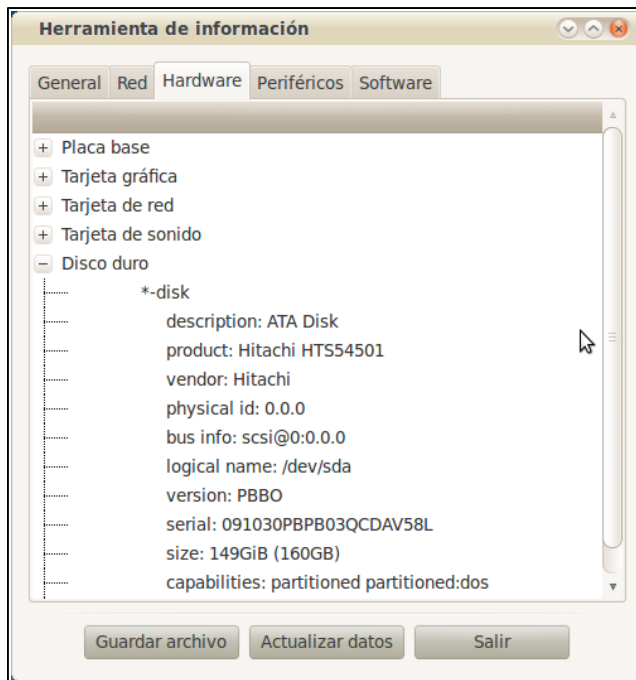 Herramienta de información
General Red Hardware Periféricos Software
Placa base
Tarjeta gráfica
Tarjeta de red
Tarjeta de sonido
Disco duro
*-disk
description: ATA Disk
product: Hitachi HTS54501
vendor: Hitachi
physical id: 0.0.0
bus info: scsi@0:0.0.0
logical name: /dev/sda
version: PBBO
serial: 091030PBPB03QCDAV58L
size: 149GiB (160GB)
capabilities: partitioned partitioned:dos
Guardar archivo Actualizar datos Salir